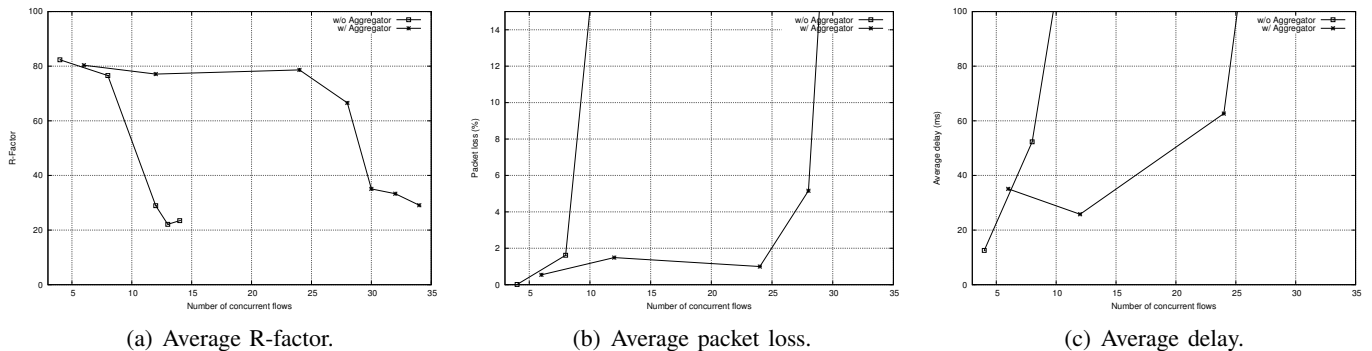 100
80
60
40
20
0
5
10
15
20
25
30
35
R-Factor
Number of concurrent flows
w/o Aggregator
w/ Aggregator
(a) Average R-factor.
14
12
10
8
6
4
2
0
5
10
15
20
25
30
35
Packet loss (%)
Number of concurrent flows
w/o Aggregator
w/ Aggregator
(b) Average packet loss.
100
80
60
40
20
0
5
10
15
20
25
30
35
Average delay (ms)
Number of concurrent flows
w/o Aggregator
w/ Aggregator
(c) Average delay.